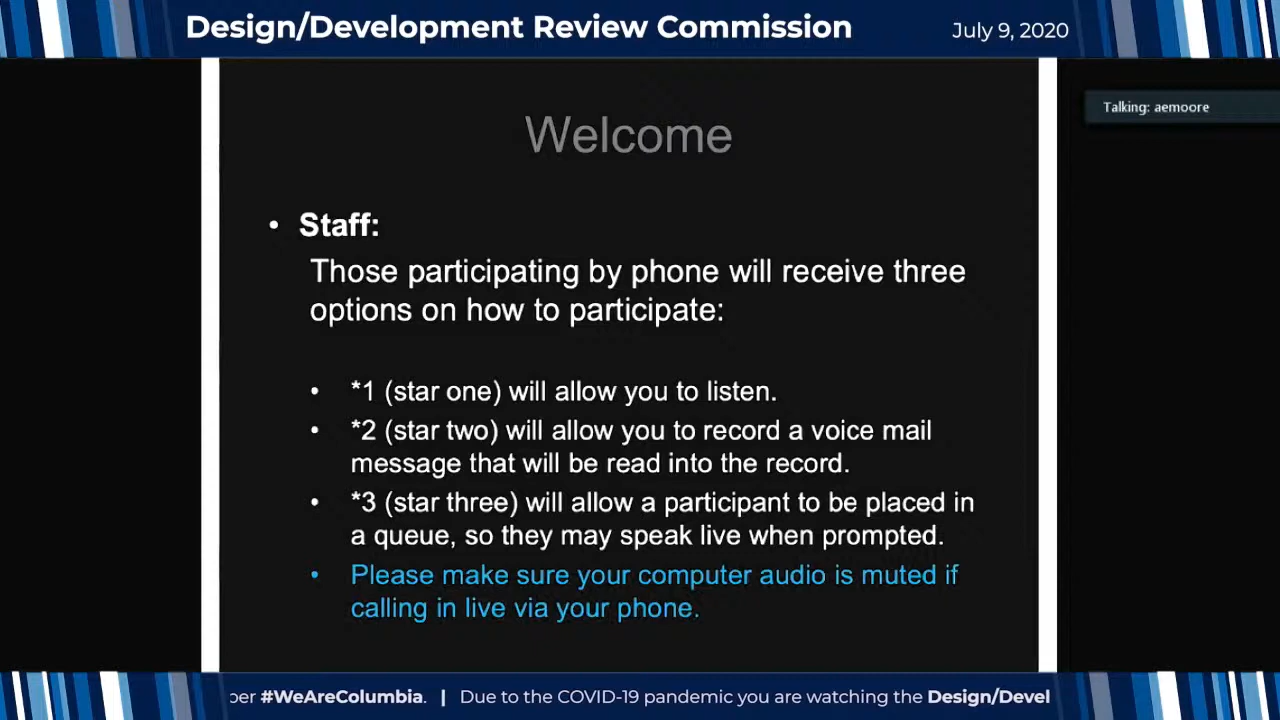 Design/Development Review Commission
July 9, 2020
Talking: aemoore
Welcome
• Staff:
Those participating by phone will receive three
options on how to participate:
• *1 (star one) will allow you to listen.
• *2 (star two) will allow you to record a voice mail
message that will be read into the record.
• *3 (star three) will allow a participant to be placed in
a queue, so they may speak live when prompted.
• Please make sure your computer audio is muted if
calling in live via your phone.
#WeAreColumbia. | Due to the COVID-19 pandemic you are watching the Design/Devel